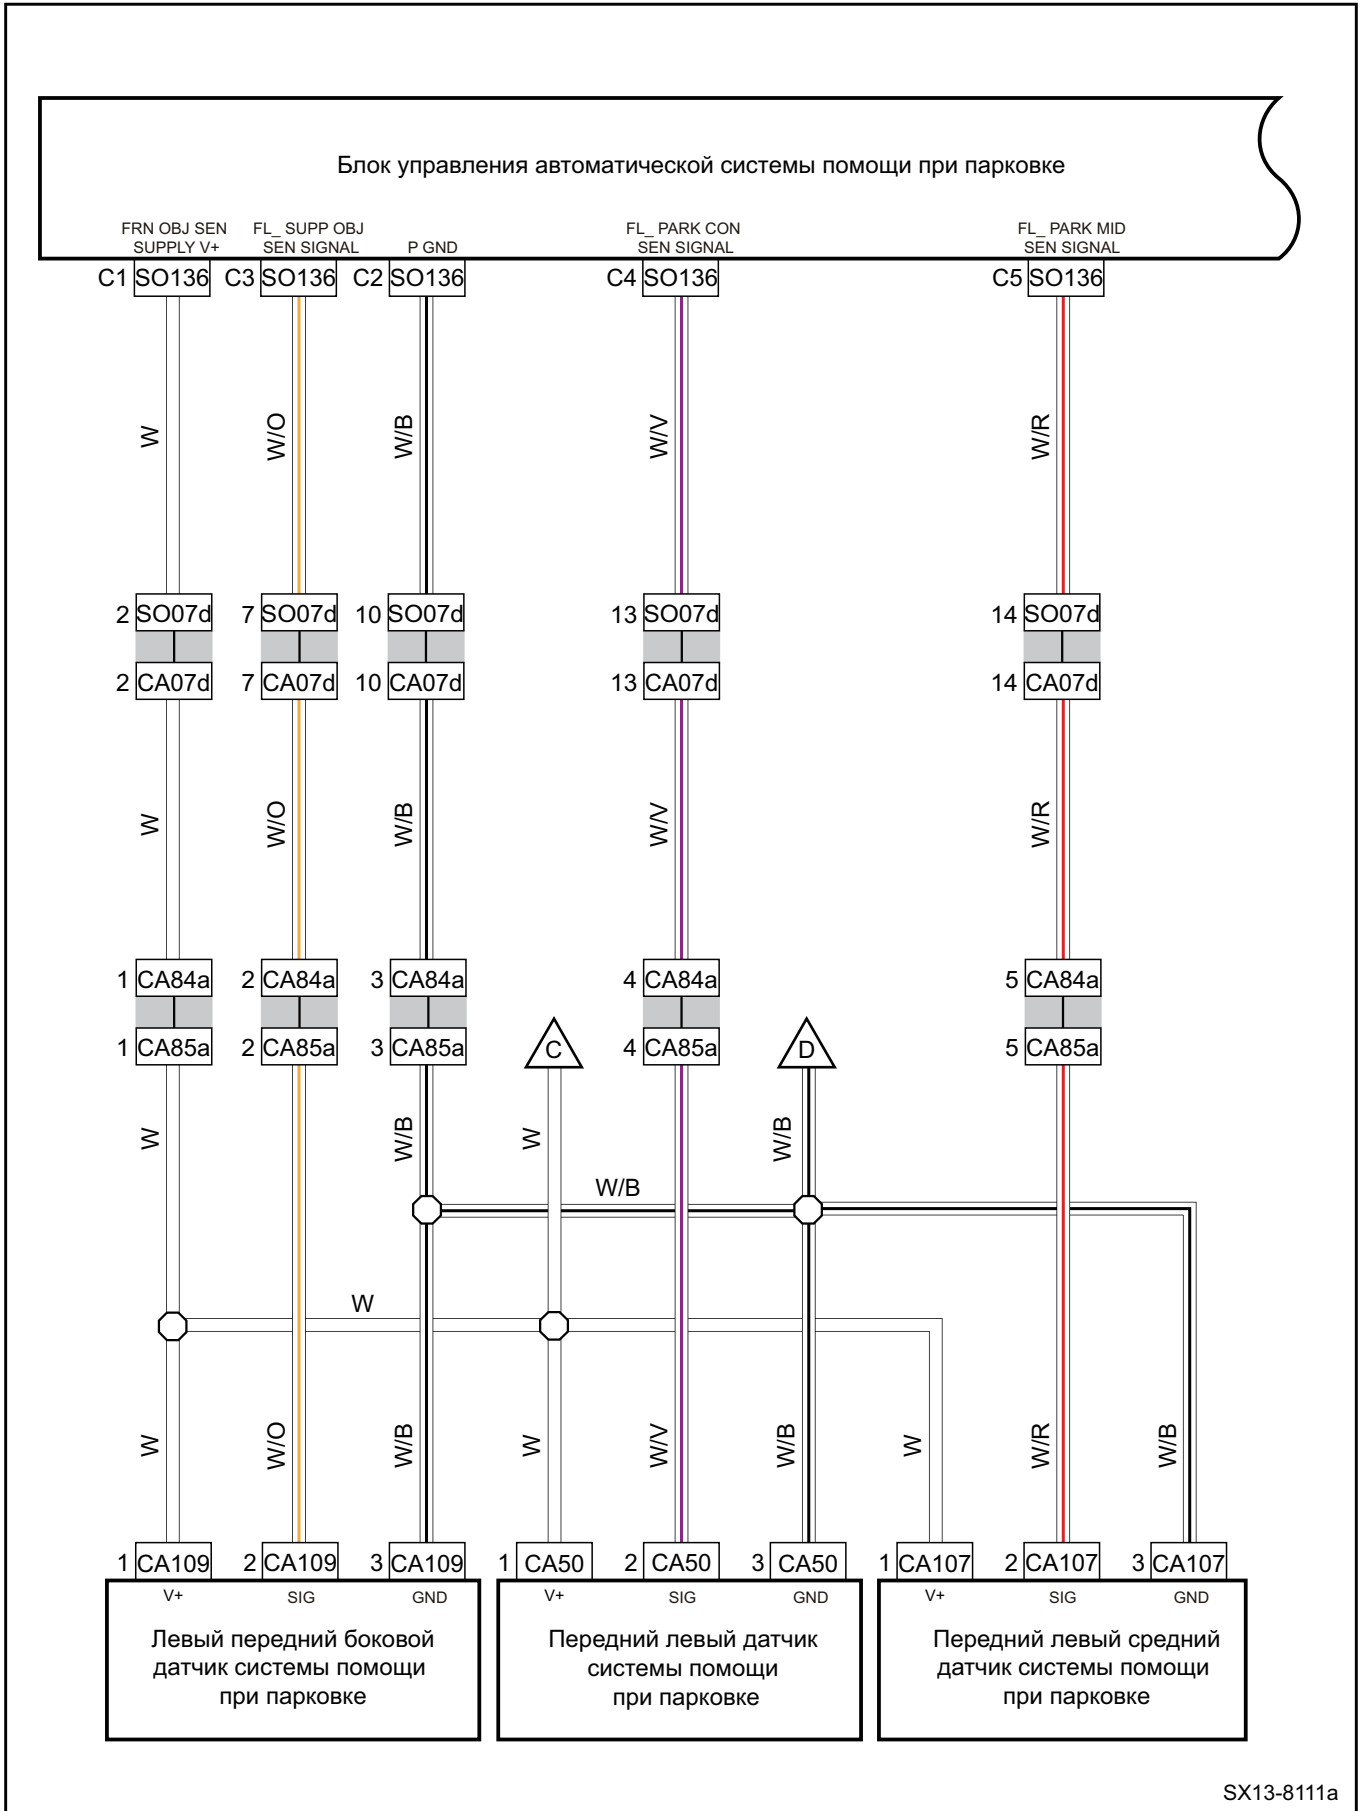 Блок управления автоматической системы помощи при парковке
FRN OBJ SEN SUPPLY V+
FL_ SUPP OBJ SEN SIGNAL
P GND
FL_ PARK CON SEN SIGNAL
FL_ PARK MID SEN SIGNAL
C1 SO136 C3 SO136 C2 SO136 C4 SO136 C5 SO136
W W/O W/B W/V W/R
2 SO07d 7 SO07d 10 SO07d 13 SO07d 14 SO07d
2 CA07d 7 CA07d 10 CA07d 13 CA07d 14 CA07d
W W/O W/B W/V W/R
1 CA84a 2 CA84a 3 CA84a 4 CA84a 5 CA84a
1 CA85a 2 CA85a 3 CA85a C 4 CA85a D 5 CA85a
W W/B W W/B
W/B
W
W W/O W/B W W/V W/B W W/R W/B
1 CA109 2 CA109 3 CA109 1 CA50 2 CA50 3 CA50 1 CA107 2 CA107 3 CA107
V+ SIG GND V+ SIG GND V+ SIG GND
Левый передний боковой
датчик системы помощи
при парковке
Передний левый датчик
системы помощи
при парковке
Передний левый средний
датчик системы помощи
при парковке
SX13-8111a